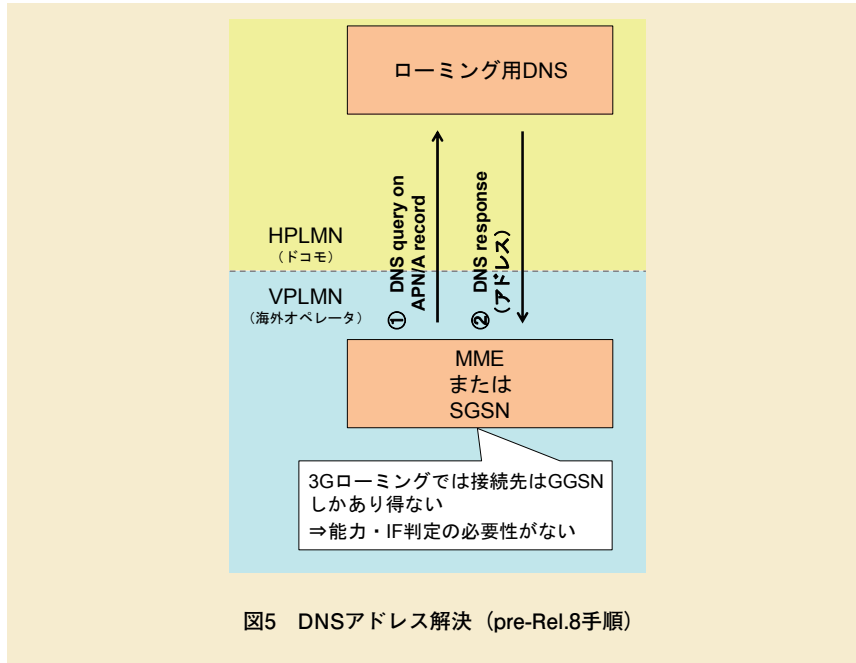 ローミング用DNS
① DNS query on
APN/A record
② DNS response
（アドレス）
HPLMN
（ドコモ）
VPLMN
（海外オペレータ）
MME
または
SGSN
3Gローミングでは接続先はGGSN
しかあり得ない
⇒能力・IF判定の必要性がない
図5 DNSアドレス解決（pre-Rel.8手順）